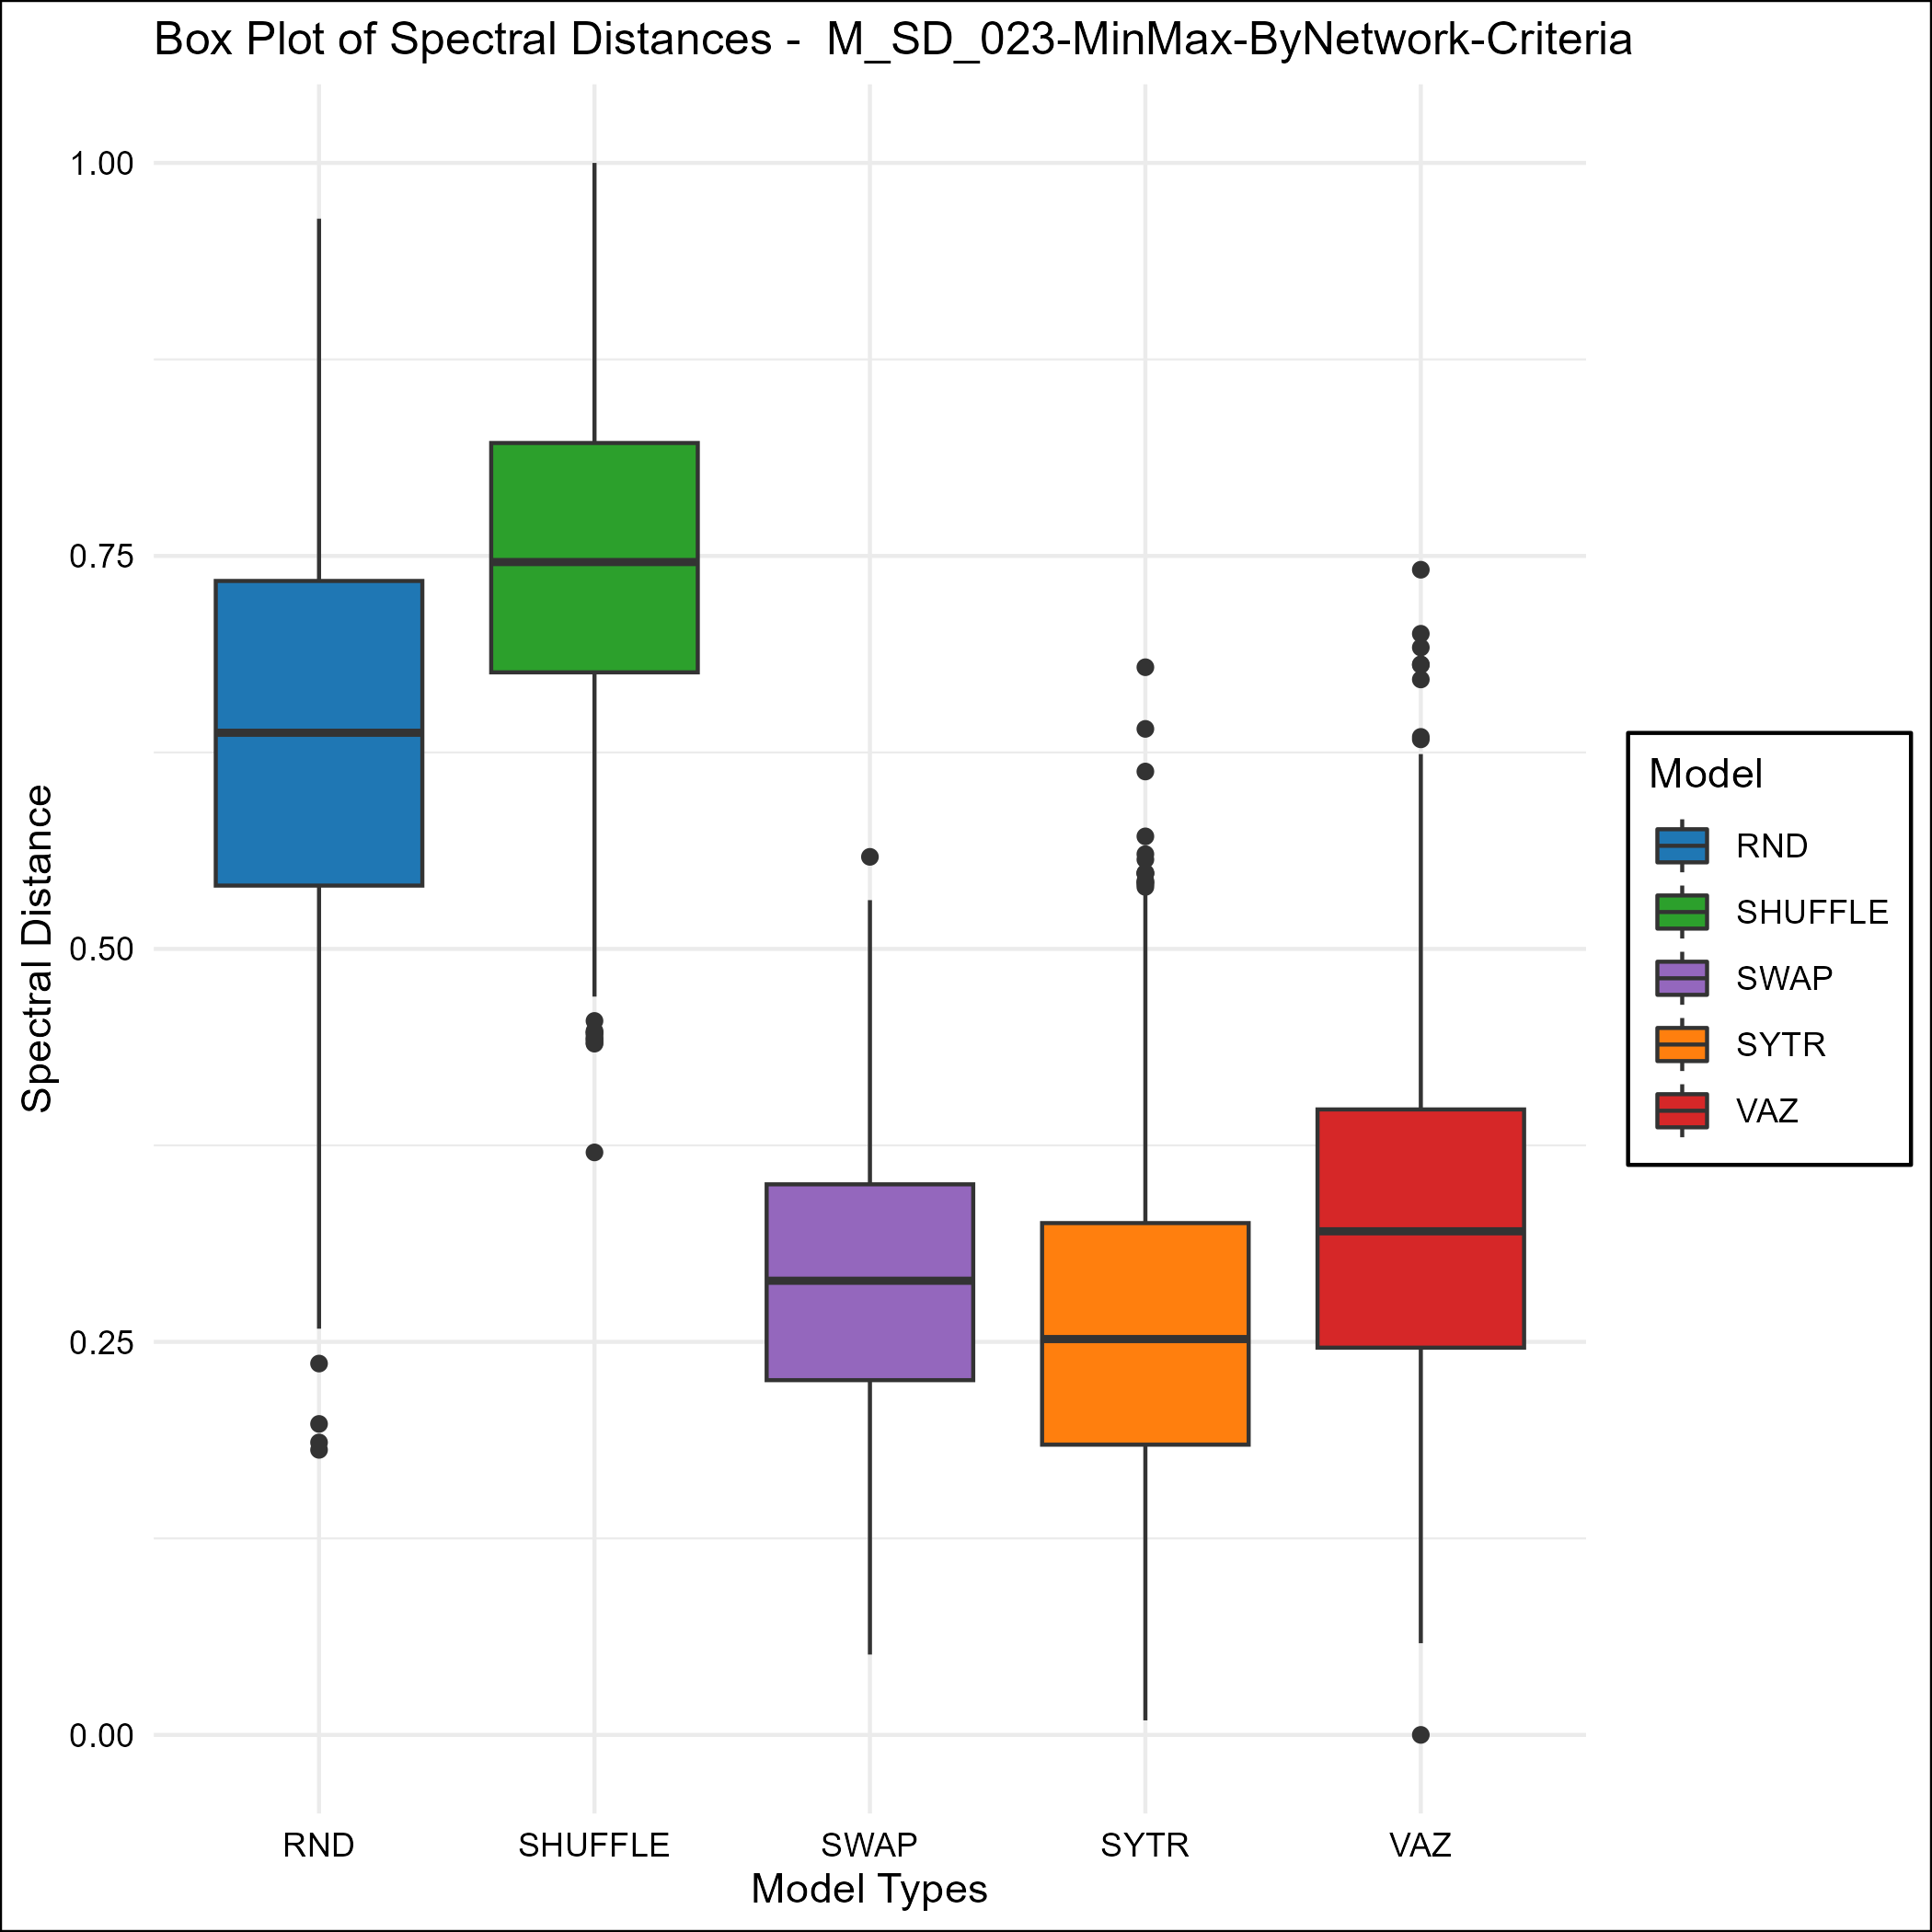 Box Plot of Spectral Distances -  M_SD_023-MinMax-ByNetwork-Criteria
1.00
0.75
0.50
0.25
0.00
Spectral Distance
RND
SHUFFLE
SWAP
SYTR
VAZ
Model Types
Model
RND
SHUFFLE
SWAP
SYTR
VAZ